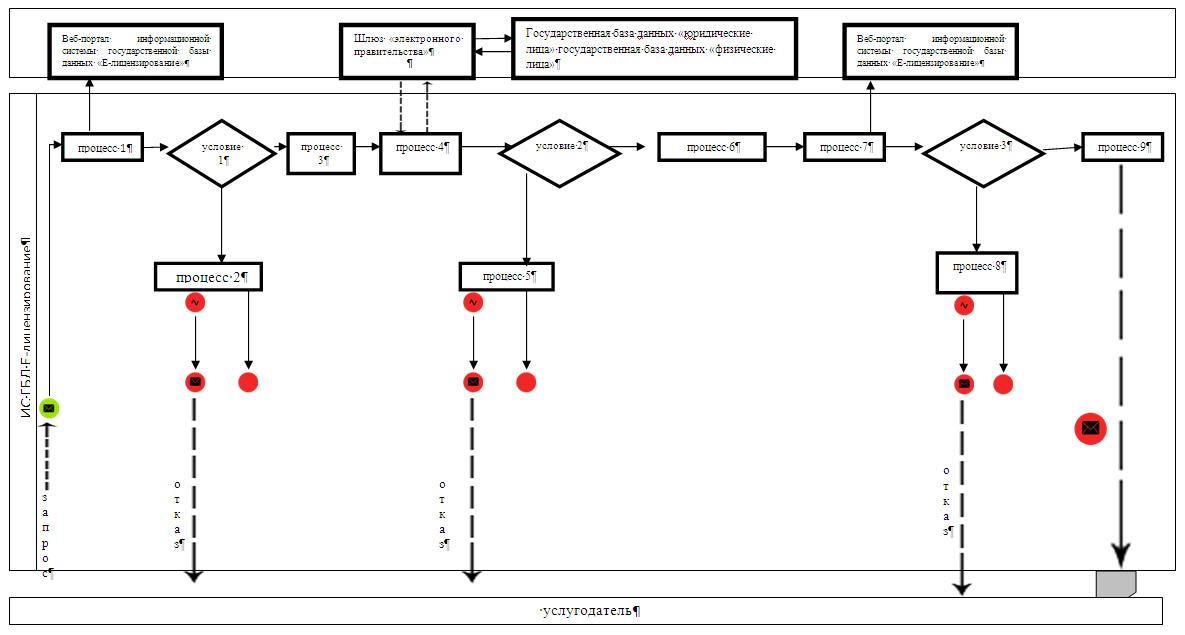 Веб-портал· информационной·
системы· государственной· базы·
данных· «Е-лицензирование»¶
Шлюз· «электронного·
правительства»¶
¶
Государственная·база·данных·«юридические·
лица»·государственная·база·данных·«физические·
лица»¶
Веб-портал· информационной·
системы· государственной· базы·
данных· «Е-лицензирование»¶
ИС·ГБД·Е-лицензирование¶
процесс·1¶
условие·
1¶
процесс·
3¶
процесс·4¶
условие·2¶
процесс·6¶
процесс·7¶
условие·3¶
процесс·9¶
процесс·2¶
процесс·5¶
процесс·8¶
запрос¶
отказ¶
отказ¶
отказ¶
·услугодатель¶